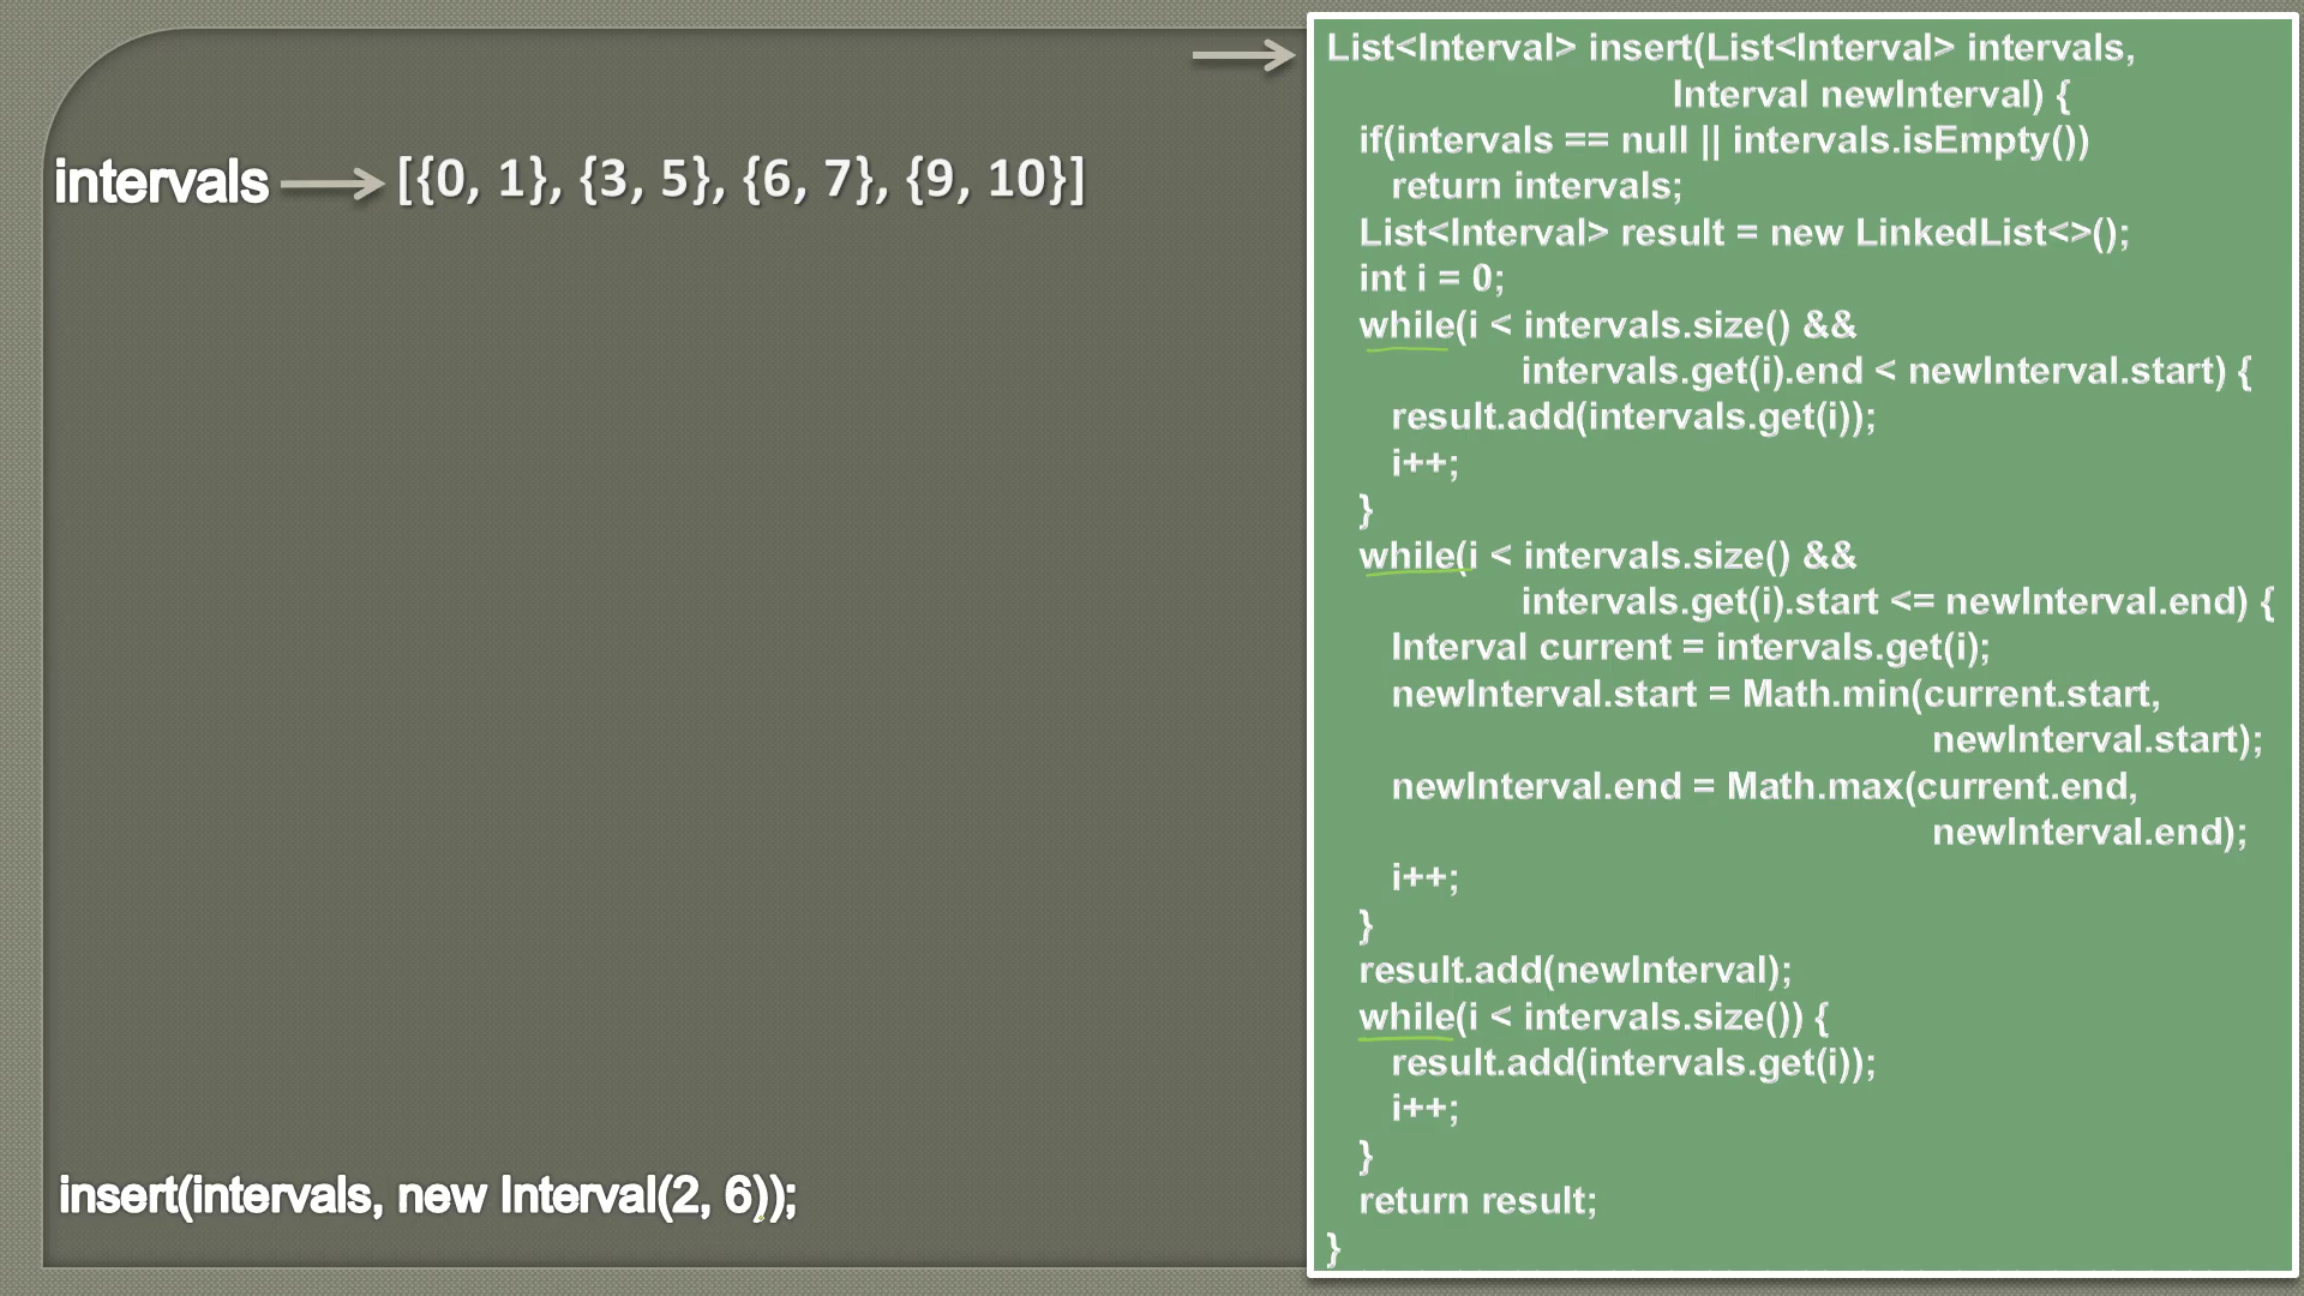 intervals [{0, 1}, {3, 5}, {6, 7}, {9, 10}]
insert(intervals, new Interval(2, 6));
List<Interval> insert(List<Interval> intervals,
Interval newInterval) {
if(intervals == null || intervals.isEmpty())
return intervals;
List<Interval> result = new LinkedList<>();
int i = 0;
while(i < intervals.size() &&
intervals.get(i).end < newInterval.start) {
result.add(intervals.get(i));
i++;
}
while(i < intervals.size() &&
intervals.get(i).start <= newInterval.end) {
Interval current = intervals.get(i);
newInterval.start = Math.min(current.start,
newInterval.start);
newInterval.end = Math.max(current.end,
newInterval.end);
i++;
}
result.add(newInterval);
while(i < intervals.size()) {
result.add(intervals.get(i));
i++;
}
return result;
}